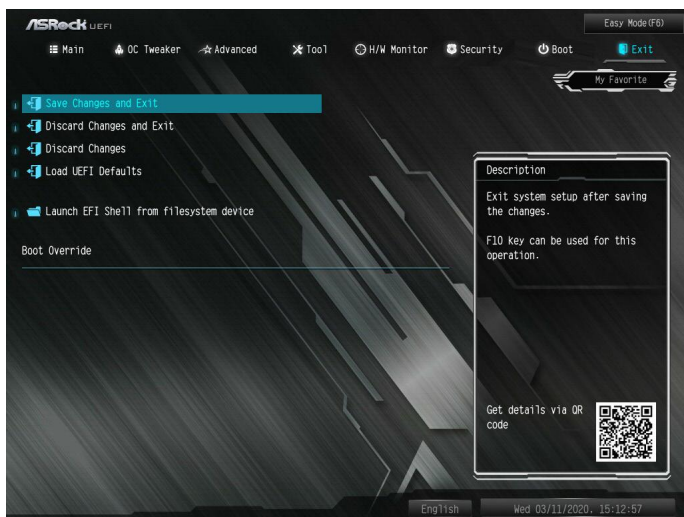 ASRock UEFI
Easy Mode(F6)
Main
OC Tweaker
Advanced
Tool
H/W Monitor
Security
Boot
Exit
My Favorite
Save Changes and Exit
Discard Changes and Exit
Discard Changes
Load UEFI Defaults
Launch EFI Shell from filesystem device
Boot Override
Description
Exit system setup after saving
the changes.
F10 key can be used for this
operation.
Get details via QR
code
English
Wed 03/11/2020. 15:12:57